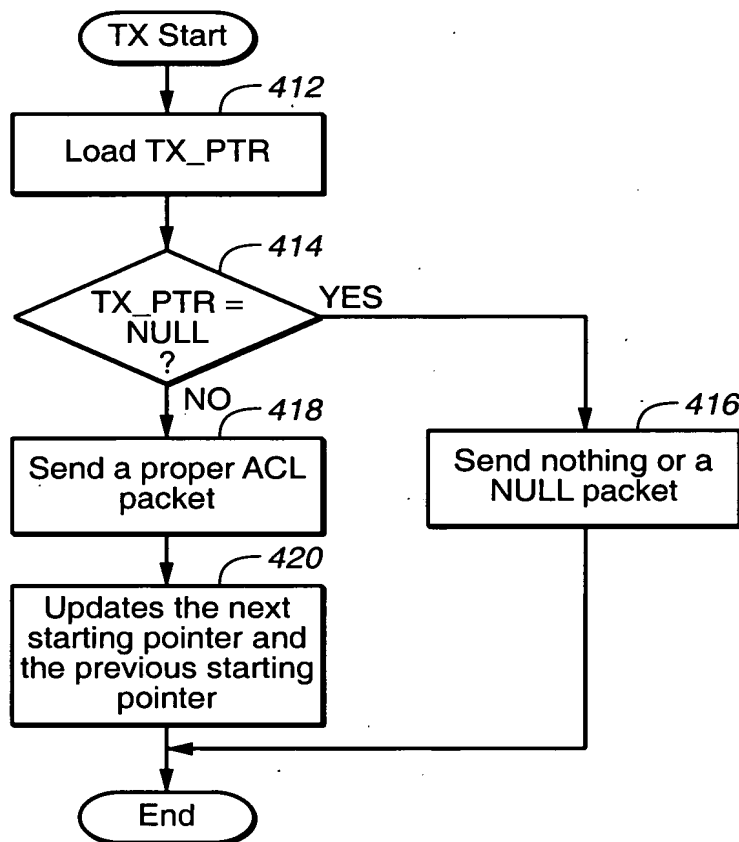 TX Start
412
Load TX_PTR
414
TX_PTR =
NULL
?
YES
NO
418
Send a proper ACL
packet
416
Send nothing or a
NULL packet
420
Updates the next
starting pointer and
the previous starting
pointer
End